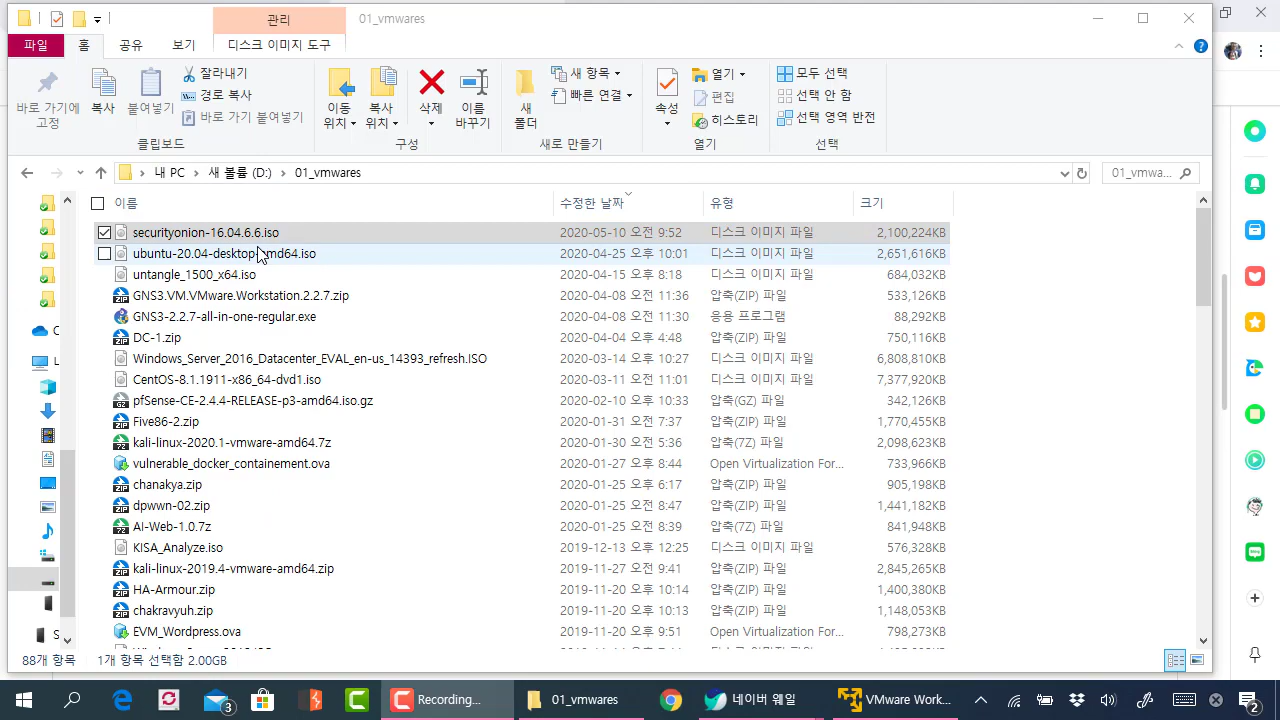 관리
01_vmwares
파일
홈
공유
보기
디스크 이미지 도구
바로 가기에
고정
복사
붙여넣기
잘라내기
경로 복사
바로 가기 붙여넣기
클립보드
이동
위치
복사
위치
삭제
이름
바꾸기
구성
새
폴더
새 항목
빠른 연결
새로 만들기
속성
열기
편집
히스토리
열기
모두 선택
선택 안 함
선택 영역 반전
선택
내 PC > 새 볼륨 (D:) > 01_vmwares
01_vmwa...
이름 수정한 날짜 유형 크기
securityonion-16.04.6.6.iso 2020-05-10 오전 9:52 디스크 이미지 파일 2,100,224KB
ubuntu-20.04-desktop-amd64.iso 2020-04-25 오후 10:01 디스크 이미지 파일 2,651,616KB
untangle_1500_x64.iso 2020-04-15 오후 8:18 디스크 이미지 파일 684,032KB
GNS3.VM.VMware.Workstation.2.2.7.zip 2020-04-08 오전 11:36 압축(ZIP) 파일 533,126KB
GNS3-2.2.7-all-in-one-regular.exe 2020-04-08 오전 11:30 응용 프로그램 88,292KB
DC-1.zip 2020-04-04 오후 4:48 압축(ZIP) 파일 750,116KB
Windows_Server_2016_Datacenter_EVAL_en-us_14393_refresh.ISO 2020-03-14 오후 10:27 디스크 이미지 파일 6,808,810KB
CentOS-8.1.1911-x86_64-dvd1.iso 2020-03-11 오후 11:01 디스크 이미지 파일 7,377,920KB
pfSense-CE-2.4.4-RELEASE-p3-amd64.iso.gz 2020-02-10 오후 10:33 압축(GZ) 파일 342,126KB
Five86-2.zip 2020-01-31 오후 7:37 압축(ZIP) 파일 1,770,455KB
kali-linux-2020.1-vmware-amd64.7z 2020-01-30 오후 5:36 압축(7Z) 파일 2,098,623KB
vulnerable_docker_containement.ova 2020-01-27 오후 8:44 Open Virtualization For... 733,966KB
chanakya.zip 2020-01-25 오후 6:17 압축(ZIP) 파일 905,198KB
dpwwn-02.zip 2020-01-25 오후 8:47 압축(ZIP) 파일 1,441,182KB
AI-Web-1.0.7z 2020-01-25 오후 8:39 압축(7Z) 파일 841,948KB
KISA_Analyze.iso 2019-12-13 오후 12:25 디스크 이미지 파일 576,328KB
kali-linux-2019.4-vmware-amd64.zip 2019-11-27 오후 9:41 압축(ZIP) 파일 2,845,265KB
HA-Armour.zip 2019-11-20 오후 10:14 압축(ZIP) 파일 1,400,380KB
chakravyuh.zip 2019-11-20 오후 10:13 압축(ZIP) 파일 1,148,053KB
EVM_Wordpress.ova 2019-11-20 오후 9:51 Open Virtualization For... 798,273KB
88개 항목 1개 항목 선택함 2.00GB
3
Recording...
01_vmwares
네이버 웨일
VMware Work...
2